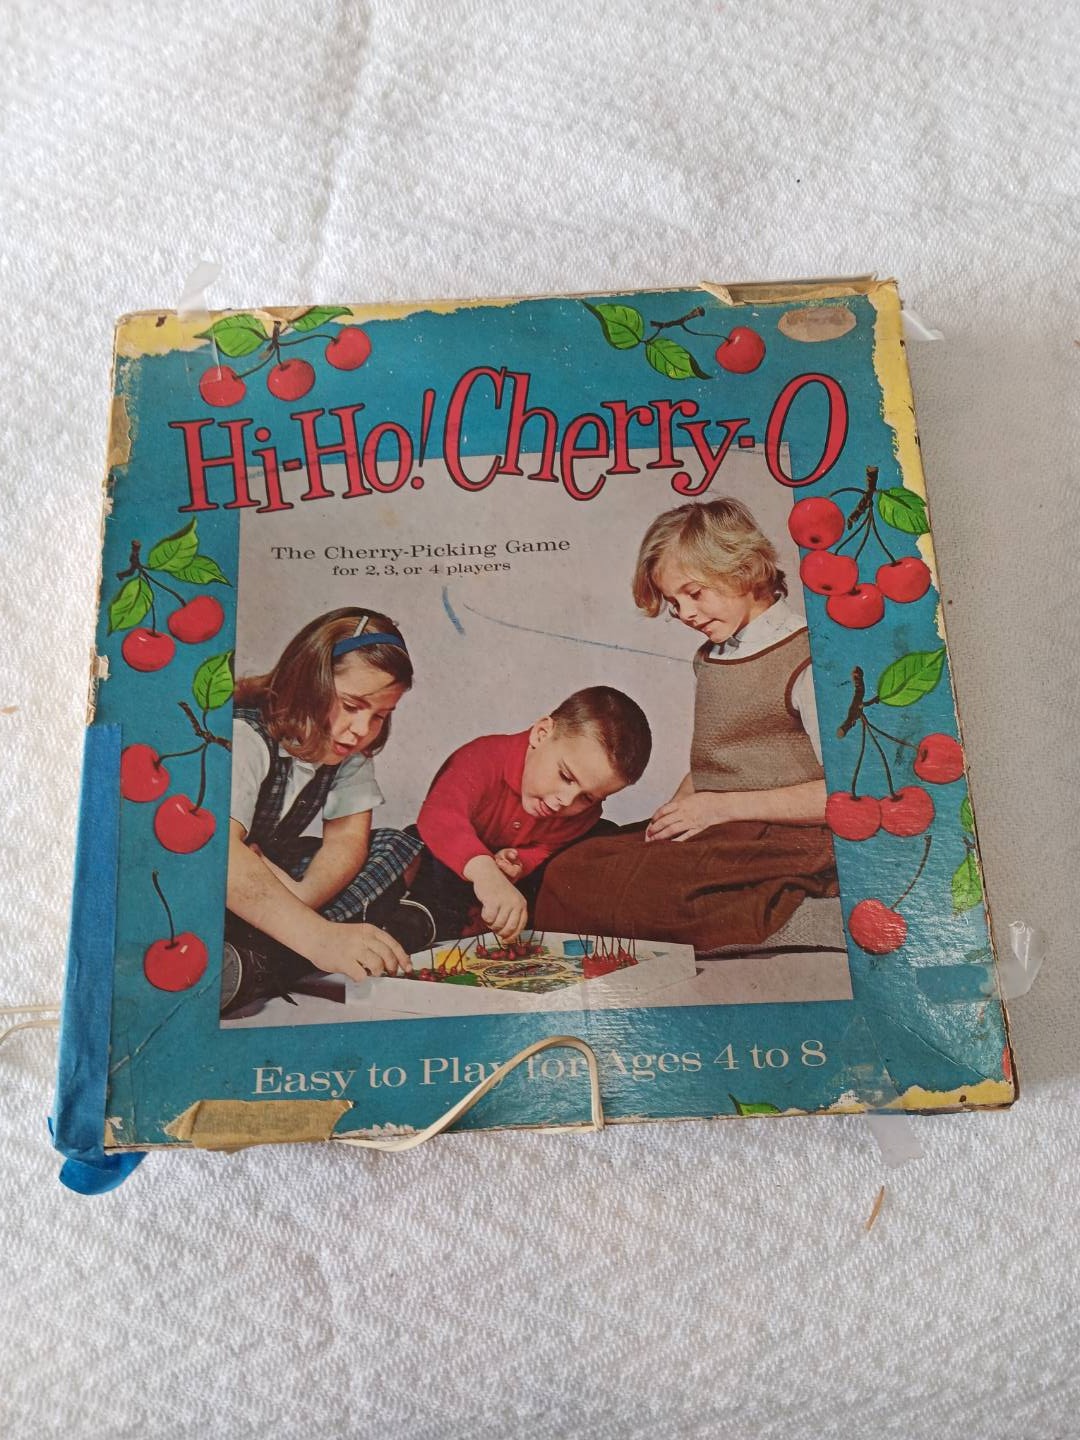 Hi-Ho! Cherry-O
The Cherry-Picking Game
for 2, 3, or 4 players
Easy to Play for Ages 4 to 8